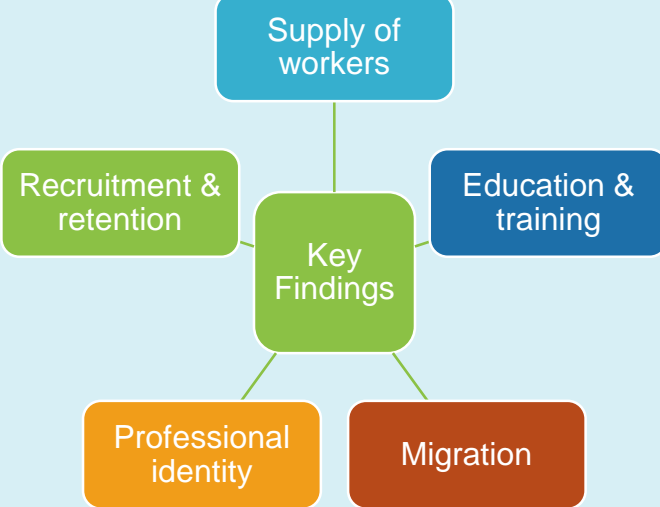 Supply of
workers
Recruitment &
retention
Education &
training
Key
Findings
Professional
identity
Migration